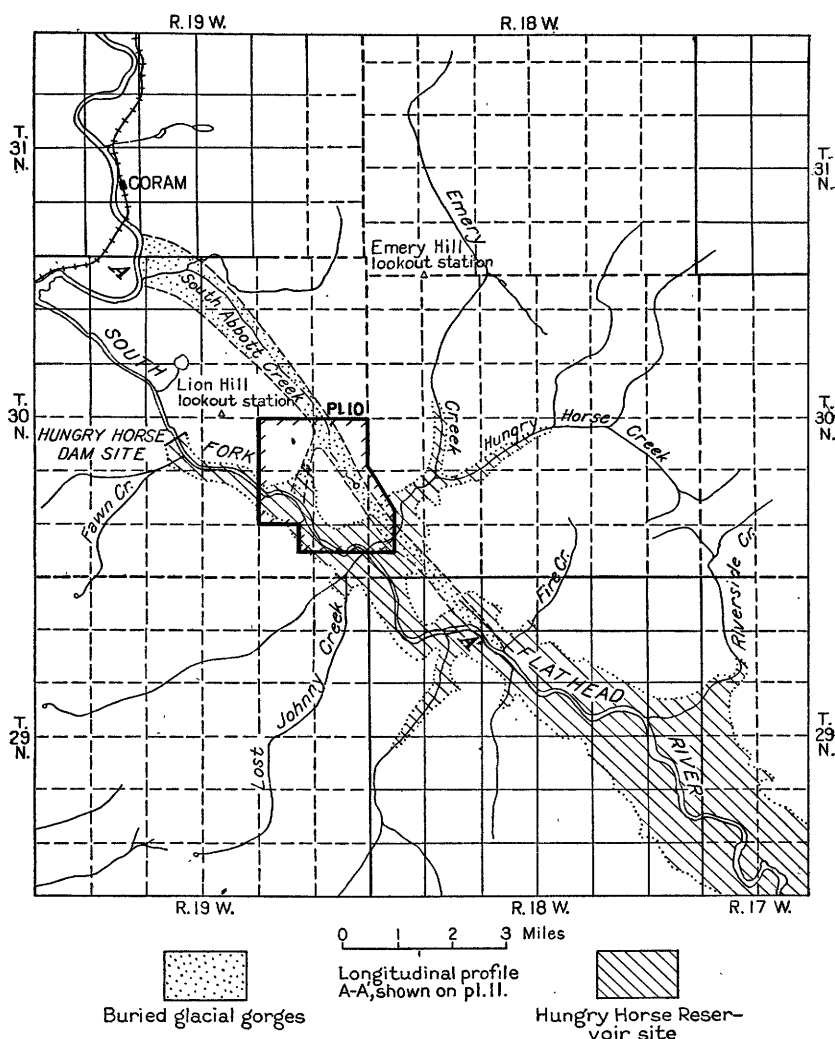 R. 19 W.
R. 18 W.
T.
31
N.
T.
31
N.
CORAM
Emery
A
Emery Hill
lookout station
South Abbott Creek
SOUTH
Lion Hill
lookout station
Pl.10
T.
30
N.
T.
30
N.
Creek
Hungry Horse Creek
HUNGRY HORSE
DAM SITE
FORK
Fawn Cr.
Fire Cr.
Riverside Cr.
Lost Johnny Creek
A'
FLATHEAD
RIVER
T.
29
N.
T.
29
N.
R. 19 W.
R. 18 W.
R. 17 W.
0 1 2 3 Miles
Longitudinal profile
A-A', shown on pl.11.
Buried glacial gorges
Hungry Horse Reser-
voir site